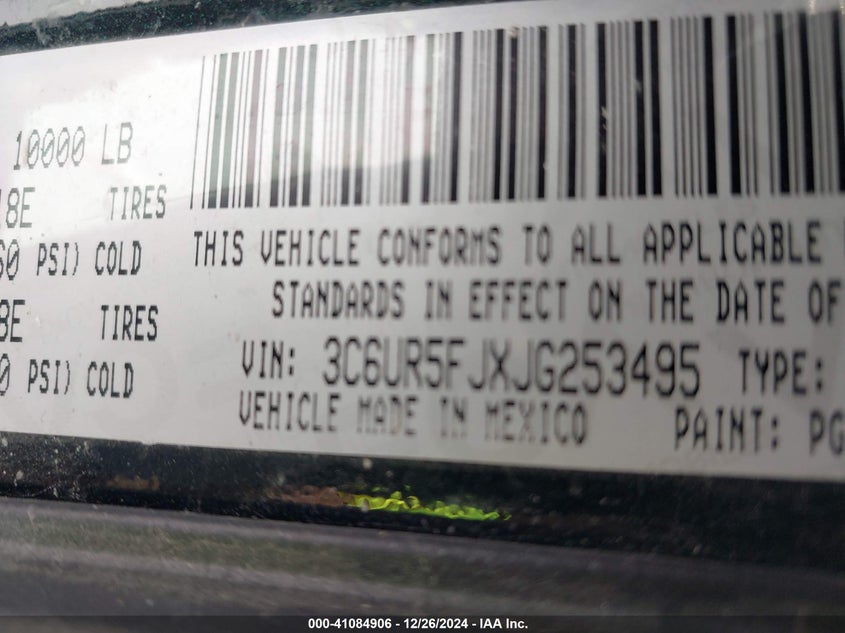 10000 LB
18E TIRES
60 PSI) COLD
8E TIRES
0 PSI) COLD
THIS VEHICLE CONFORMS TO ALL APPLICABLE
STANDARDS IN EFFECT ON THE DATE OF
VIN: 3C6UR5FJXJG253495 TYPE:
VEHICLE MADE IN MEXICO PAINT: PG
000-41084906 - 12/26/2024 - IAA Inc.